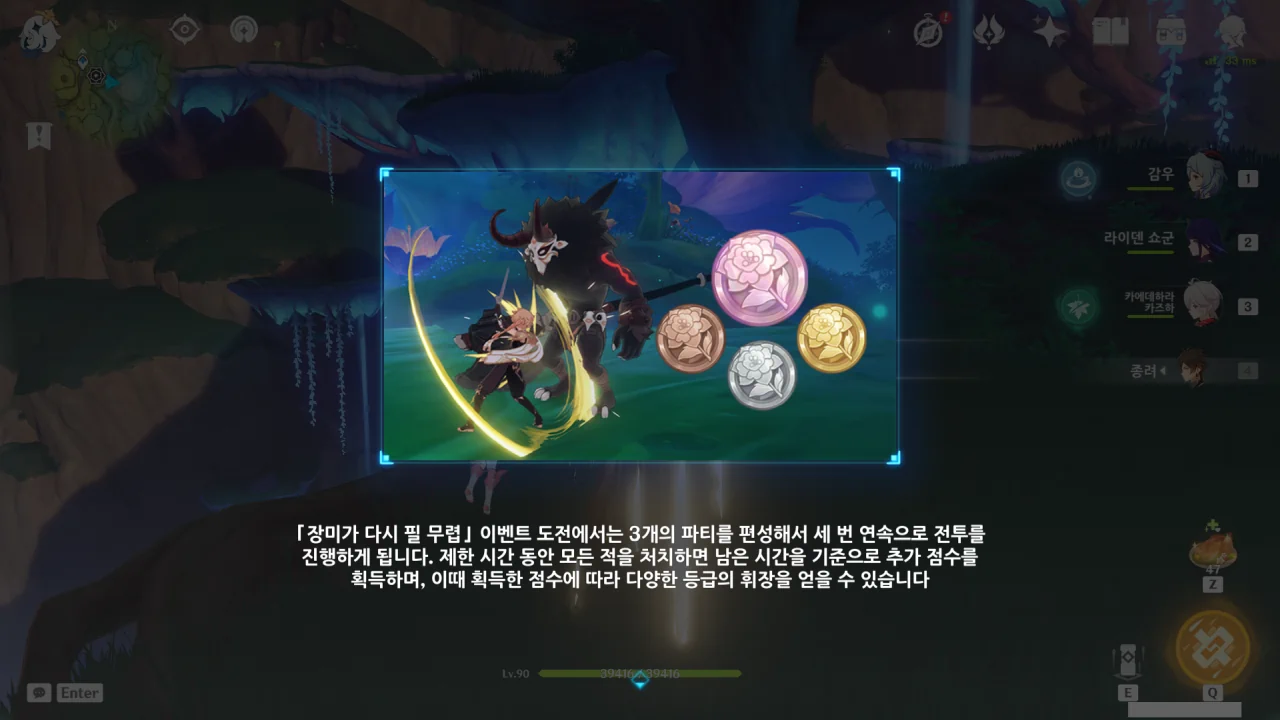 N
33 ms
감우
1
라이덴 쇼군
2
카에데하라
카즈하
3
종려
4
「장미가 다시 필 무렵」 이벤트 도전에서는 3개의 파티를 편성해서 세 번 연속으로 전투를
진행하게 됩니다. 제한 시간 동안 모든 적을 처치하면 남은 시간을 기준으로 추가 점수를
획득하며, 이때 획득한 점수에 따라 다양한 등급의 휘장을 얻을 수 있습니다
47
Z
Lv.90
39416 / 39416
Enter
E
Q